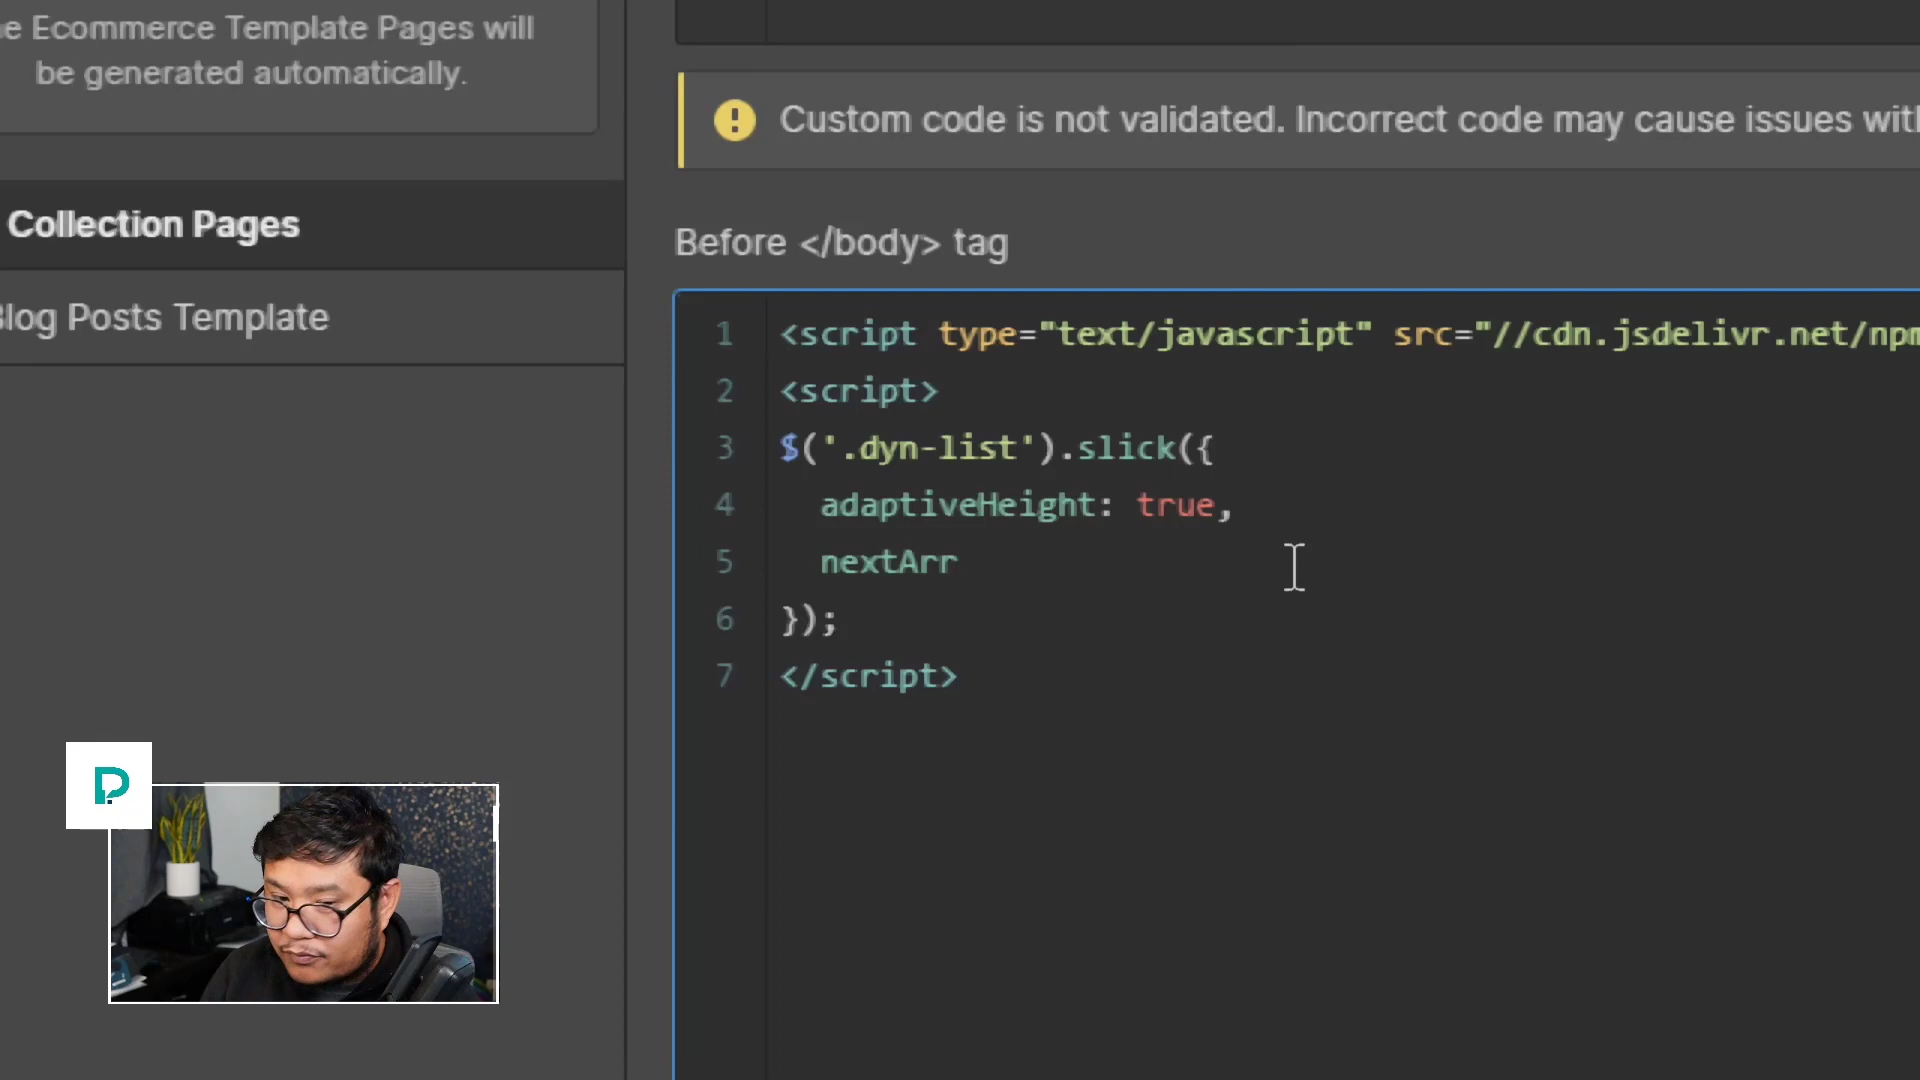 e Ecommerce Template Pages will
be generated automatically.
Collection Pages
Blog Posts Template
Custom code is not validated. Incorrect code may cause issues with
Before </body> tag
1 <script type="text/javascript" src="//cdn.jsdelivr.net/npm
2 <script>
3 $('.dyn-list').slick({
4 adaptiveHeight: true,
5 nextArr
6 });
7 </script>